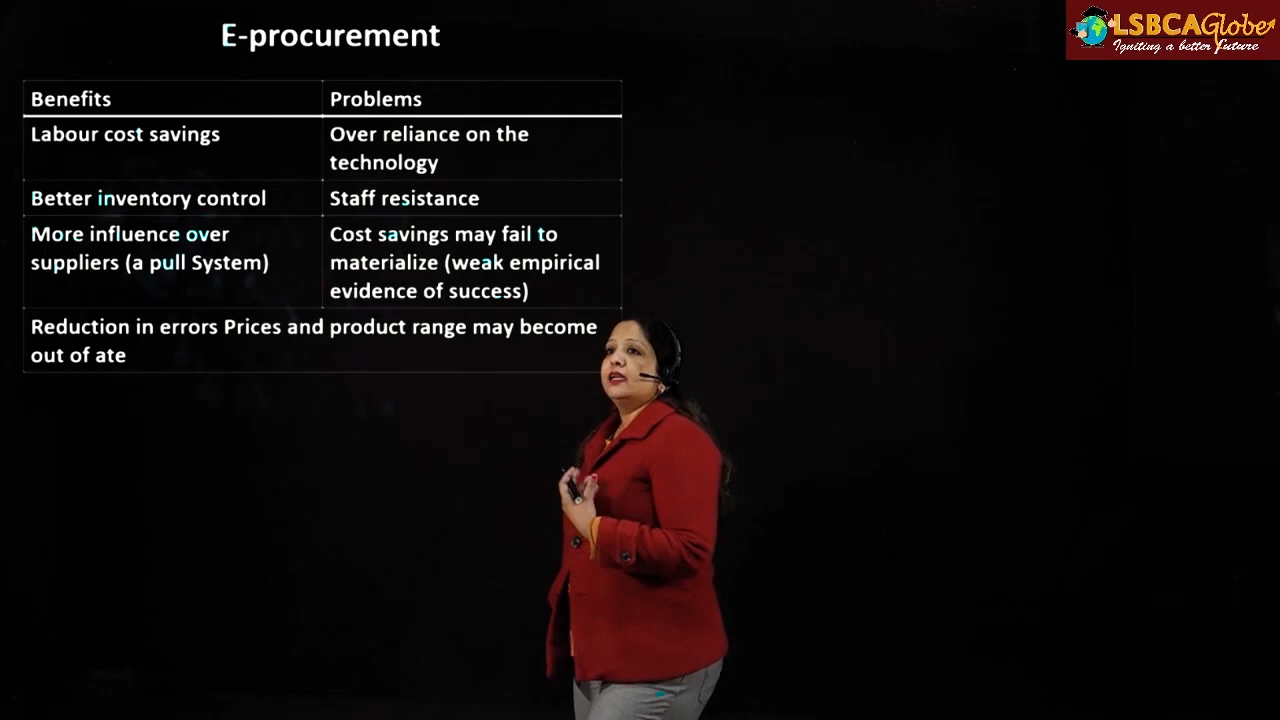 E-procurement
LSBCAGlobe
Igniting a better future
Benefits
Problems
Labour cost savings
Over reliance on the
technology
Better inventory control
Staff resistance
More influence over
suppliers (a pull System)
Cost savings may fail to
materialize (weak empirical
evidence of success)
Reduction in errors Prices and product range may become
out of ate